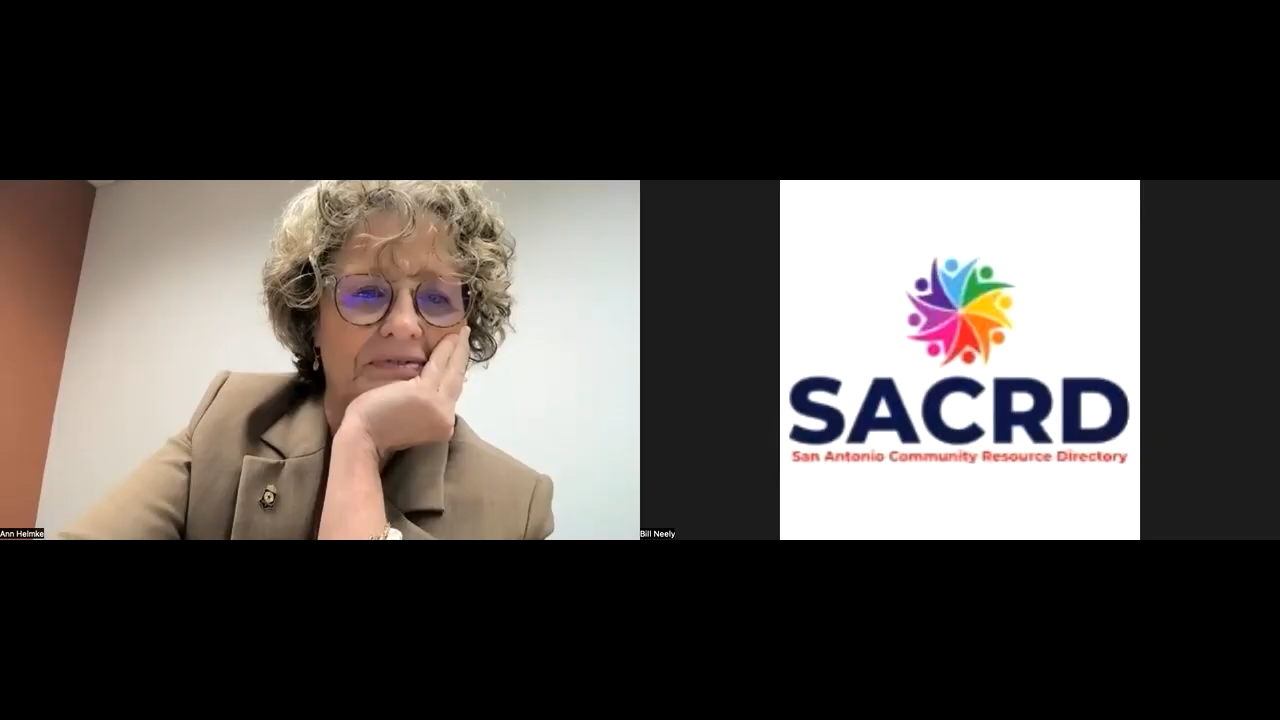 SACRD
San Antonio Community Resource Directory
Ann Helmke
Bill Neely